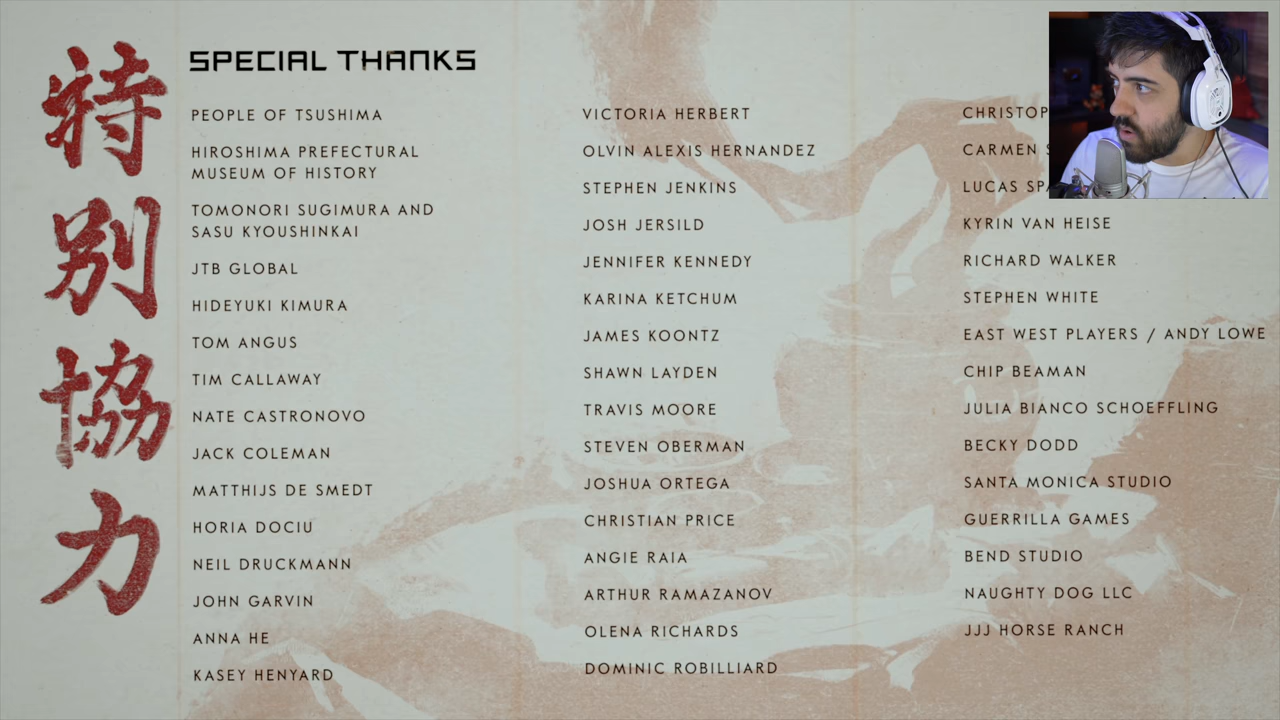 特別協力
SPECIAL THANKS
PEOPLE OF TSUSHIMA
HIROSHIMA PREFECTURAL
MUSEUM OF HISTORY
TOMONORI SUGIMURA AND
SASU KYOUSHINKAI
JTB GLOBAL
HIDEYUKI KIMURA
TOM ANGUS
TIM CALLAWAY
NATE CASTRONOVO
JACK COLEMAN
MATTHIJS DE SMEDT
HORIA DOCIU
NEIL DRUCKMANN
JOHN GARVIN
ANNA HE
KASEY HENYARD
VICTORIA HERBERT
OLVIN ALEXIS HERNANDEZ
STEPHEN JENKINS
JOSH JERSILD
JENNIFER KENNEDY
KARINA KETCHUM
JAMES KOONTZ
SHAWN LAYDEN
TRAVIS MOORE
STEVEN OBERMAN
JOSHUA ORTEGA
CHRISTIAN PRICE
ANGIE RAIA
ARTHUR RAMAZANOV
OLENA RICHARDS
DOMINIC ROBILLIARD
CHRISTOP
CARMEN S
LUCAS SPA
KYRIN VAN HEISE
RICHARD WALKER
STEPHEN WHITE
EAST WEST PLAYERS / ANDY LOWE
CHIP BEAMAN
JULIA BIANCO SCHOEFFLING
BECKY DODD
SANTA MONICA STUDIO
GUERRILLA GAMES
BEND STUDIO
NAUGHTY DOG LLC
JJJ HORSE RANCH